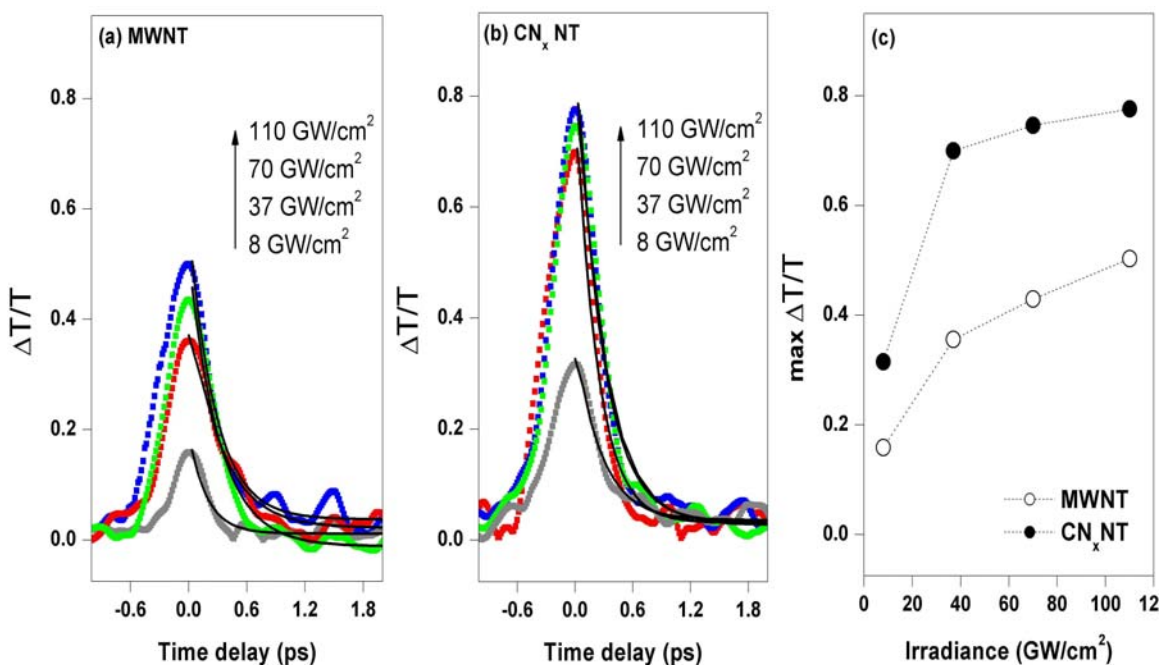 (a) MWNT
0.8
0.6
0.4
0.2
0.0
ΔT/T
110 GW/cm²
70 GW/cm²
37 GW/cm²
8 GW/cm²
-0.6 0.0 0.6 1.2 1.8
Time delay (ps)
(b) CNₓ NT
0.8
0.6
0.4
0.2
0.0
ΔT/T
110 GW/cm²
70 GW/cm²
37 GW/cm²
8 GW/cm²
-0.6 0.0 0.6 1.2 1.8
Time delay (ps)
(c)
0.8
0.6
0.4
0.2
0.0
max ΔT/T
MWNT
CNₓNT
0 20 40 60 80 100 12
Irradiance (GW/cm²)